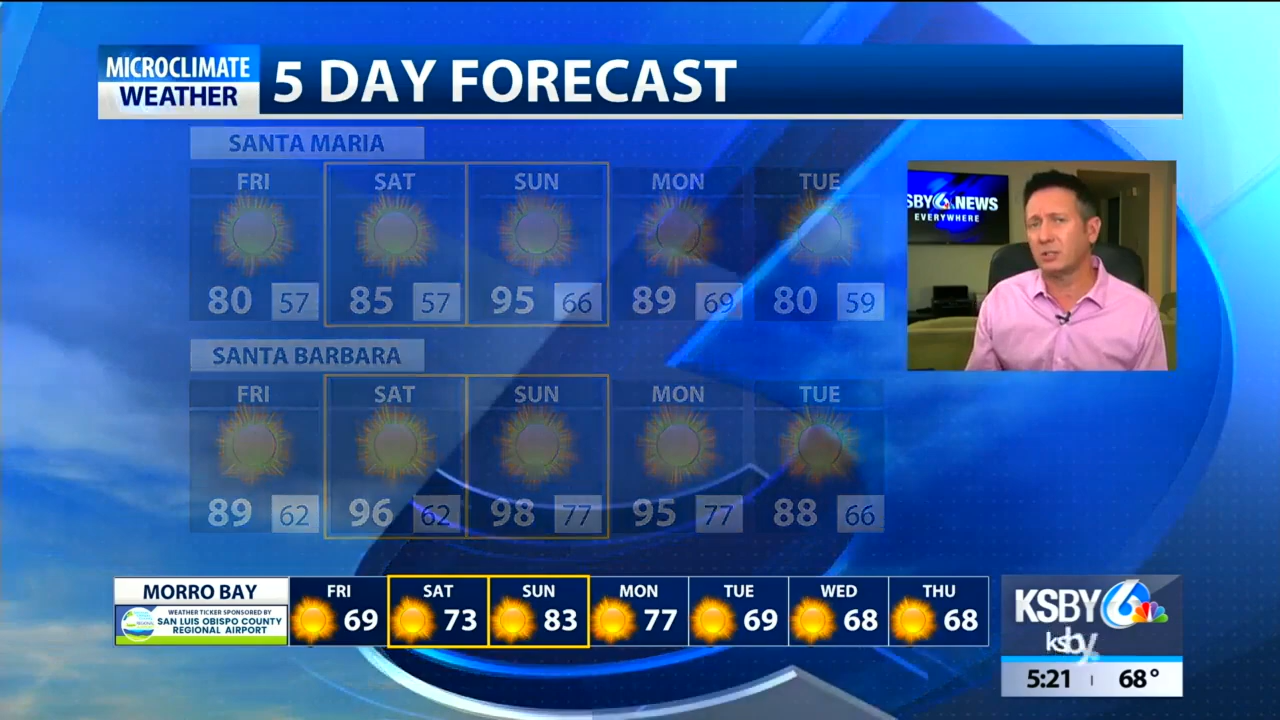 MICROCLIMATE
WEATHER
5 DAY FORECAST
SANTA MARIA
FRI SAT SUN MON TUE
80 57 85 57 95 66 89 69 80 59
SANTA BARBARA
FRI SAT SUN MON TUE
89 62 96 62 98 77 95 77 88 66
SBY 6 NEWS
EVERYWHERE
MORRO BAY
WEATHER TICKER SPONSORED BY
SAN LUIS OBISPO COUNTY
REGIONAL AIRPORT
FRI SAT SUN MON TUE WED THU
69 73 83 77 69 68 68
KSBY 6
ksby
5:21 68°